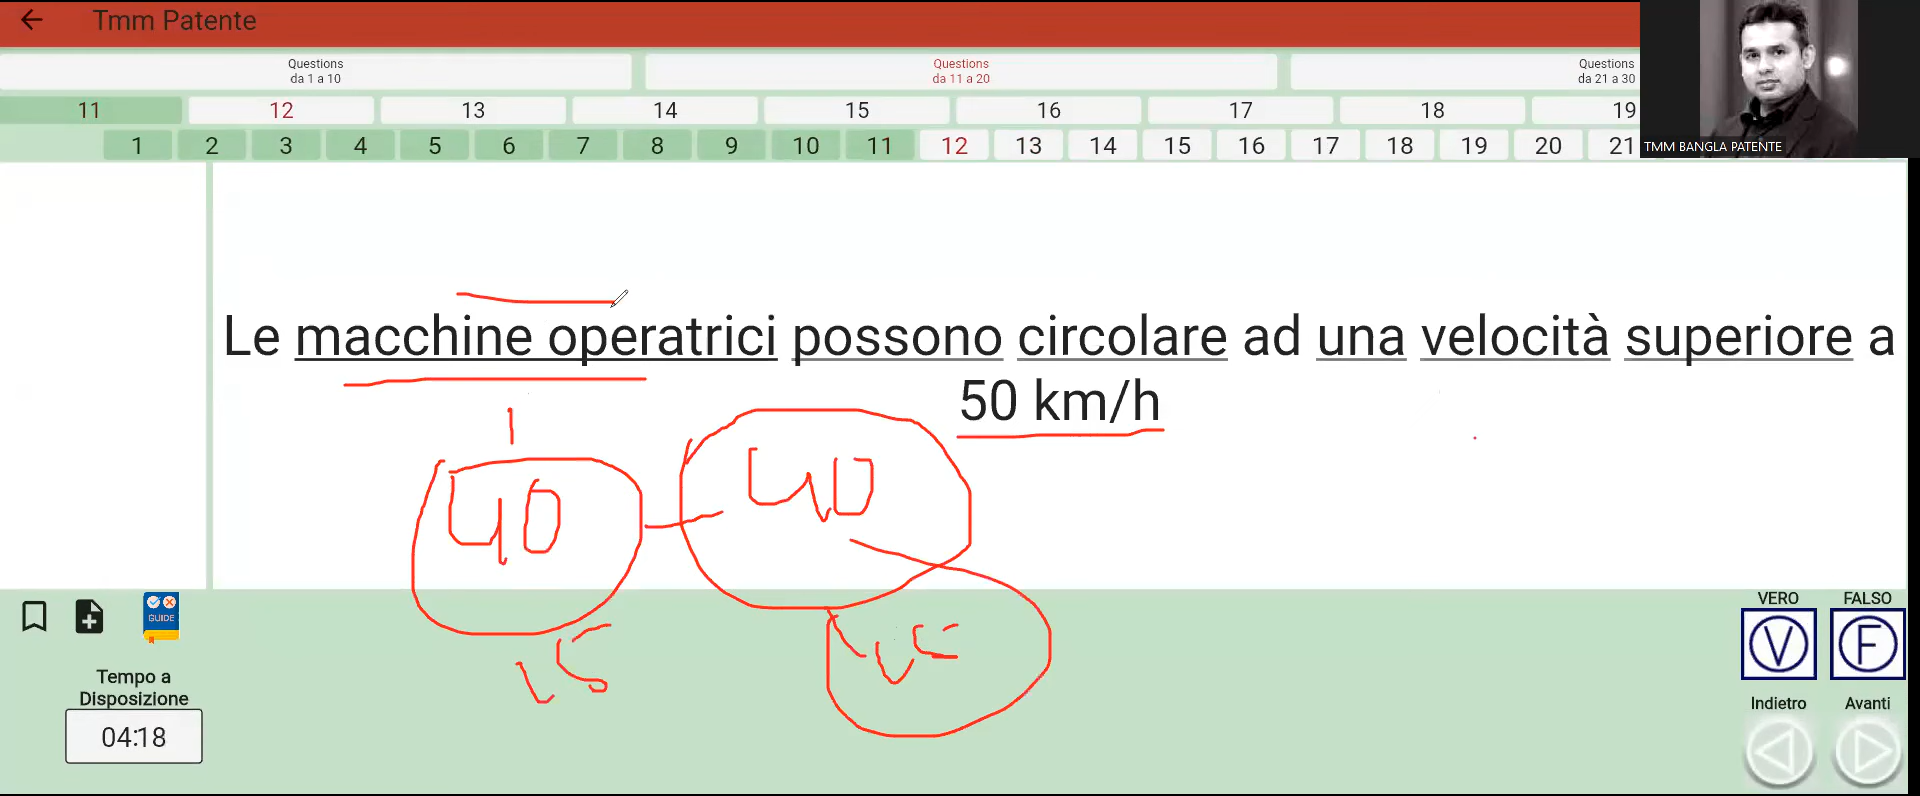 Tmm Patente
Questions
da 1 a 10
Questions
da 11 a 20
Questions
da 21 a 30
11 12 13 14 15 16 17 18 19
1 2 3 4 5 6 7 8 9 10 11 12 13 14 15 16 17 18 19 20 21
TMM BANGLA PATENTE
Le macchine operatrici possono circolare ad una velocità superiore a
50 km/h
40 40
GUIDE
Tempo a
Disposizione
04:18
VERO FALSO
V F
Indietro Avanti